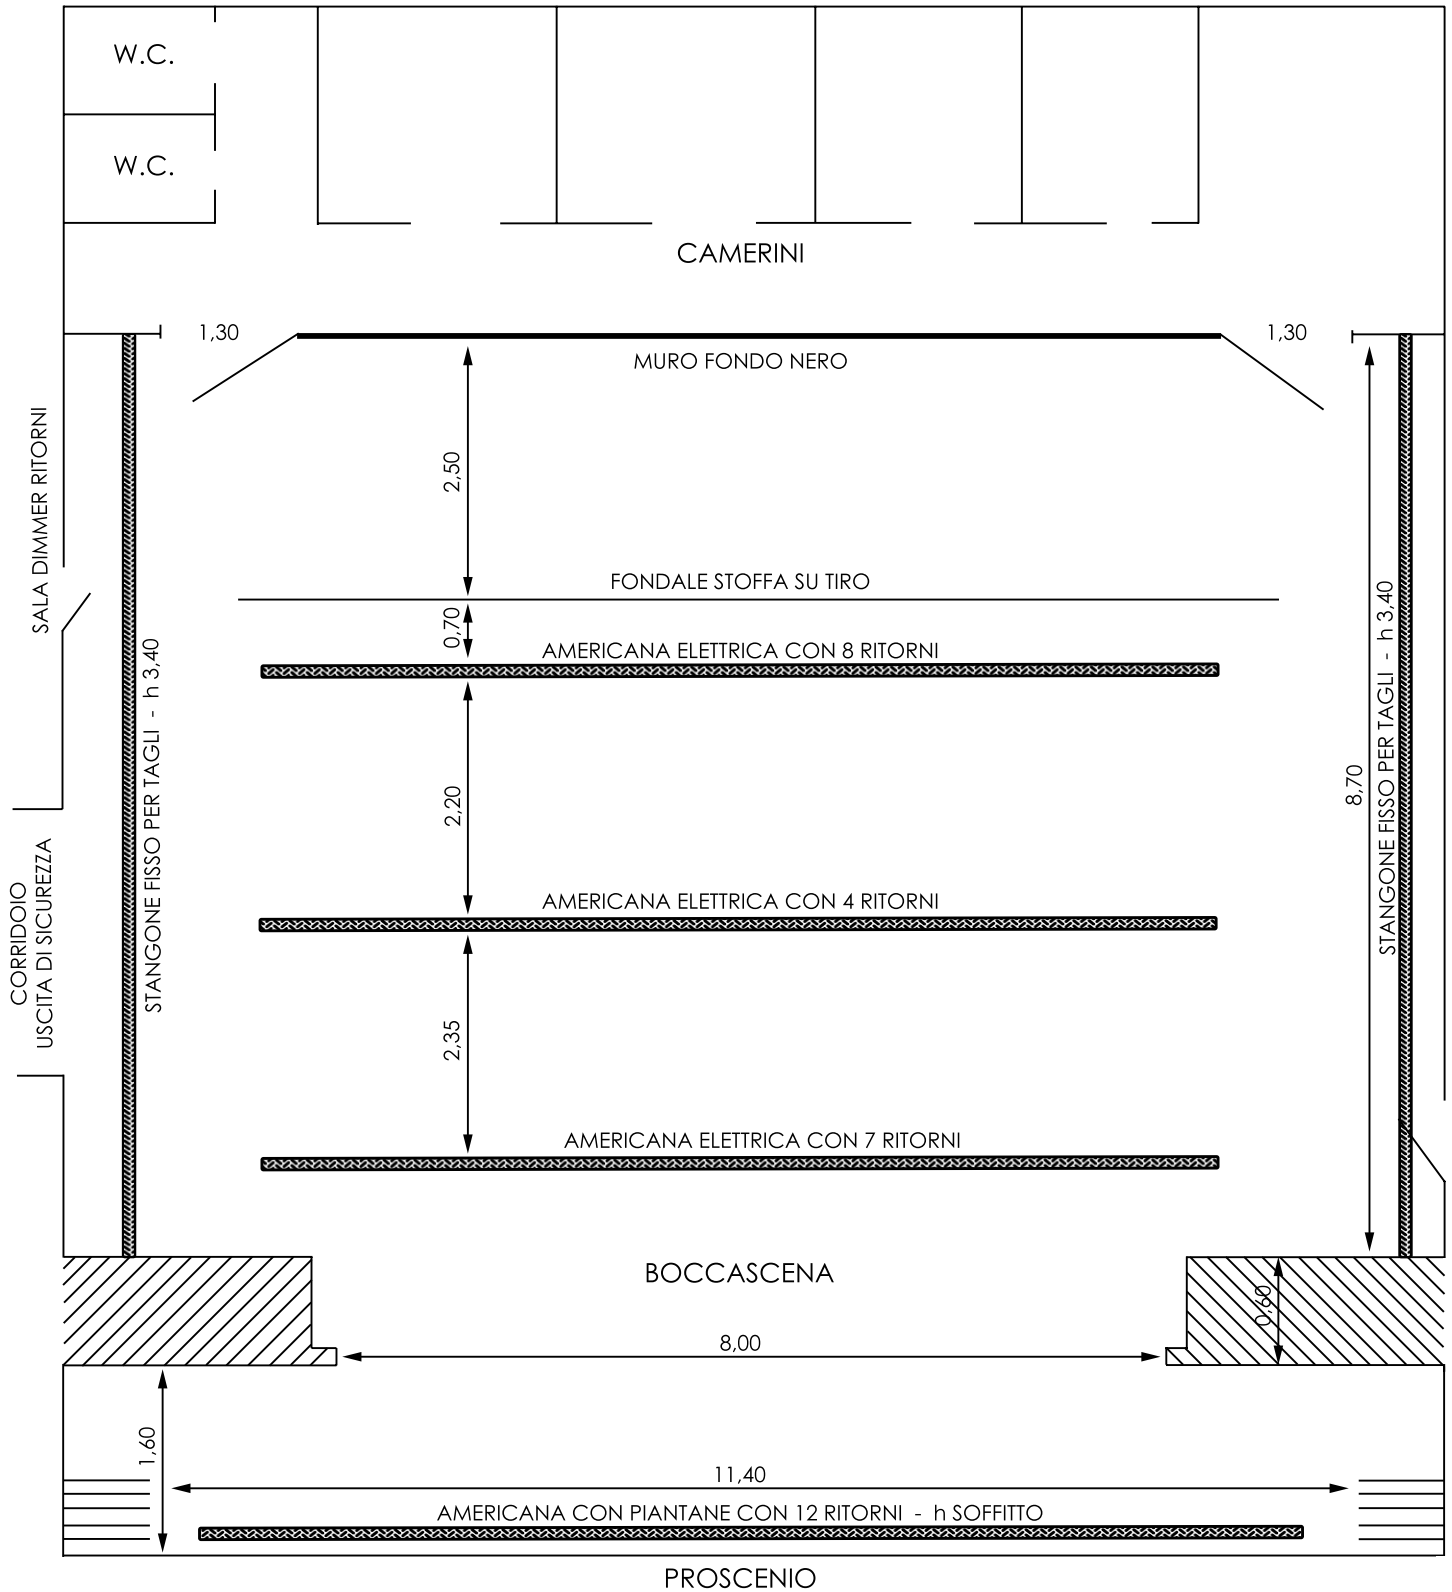 W.C.
W.C.
CAMERINI
1,30
1,30
MURO FONDO NERO
2,50
SALA DIMMER RITORNI
FONDALE STOFFA SU TIRO
0,70
AMERICANA ELETTRICA CON 8 RITORNI
STANGONE FISSO PER TAGLI - h 3,40
STANGONE FISSO PER TAGLI - h 3,40
8,70
2,20
CORRIDOIO
USCITA DI SICUREZZA
AMERICANA ELETTRICA CON 4 RITORNI
2,35
AMERICANA ELETTRICA CON 7 RITORNI
BOCCASCENA
0,60
8,00
1,60
11,40
AMERICANA CON PIANTANE CON 12 RITORNI - h SOFFITTO
PROSCENIO